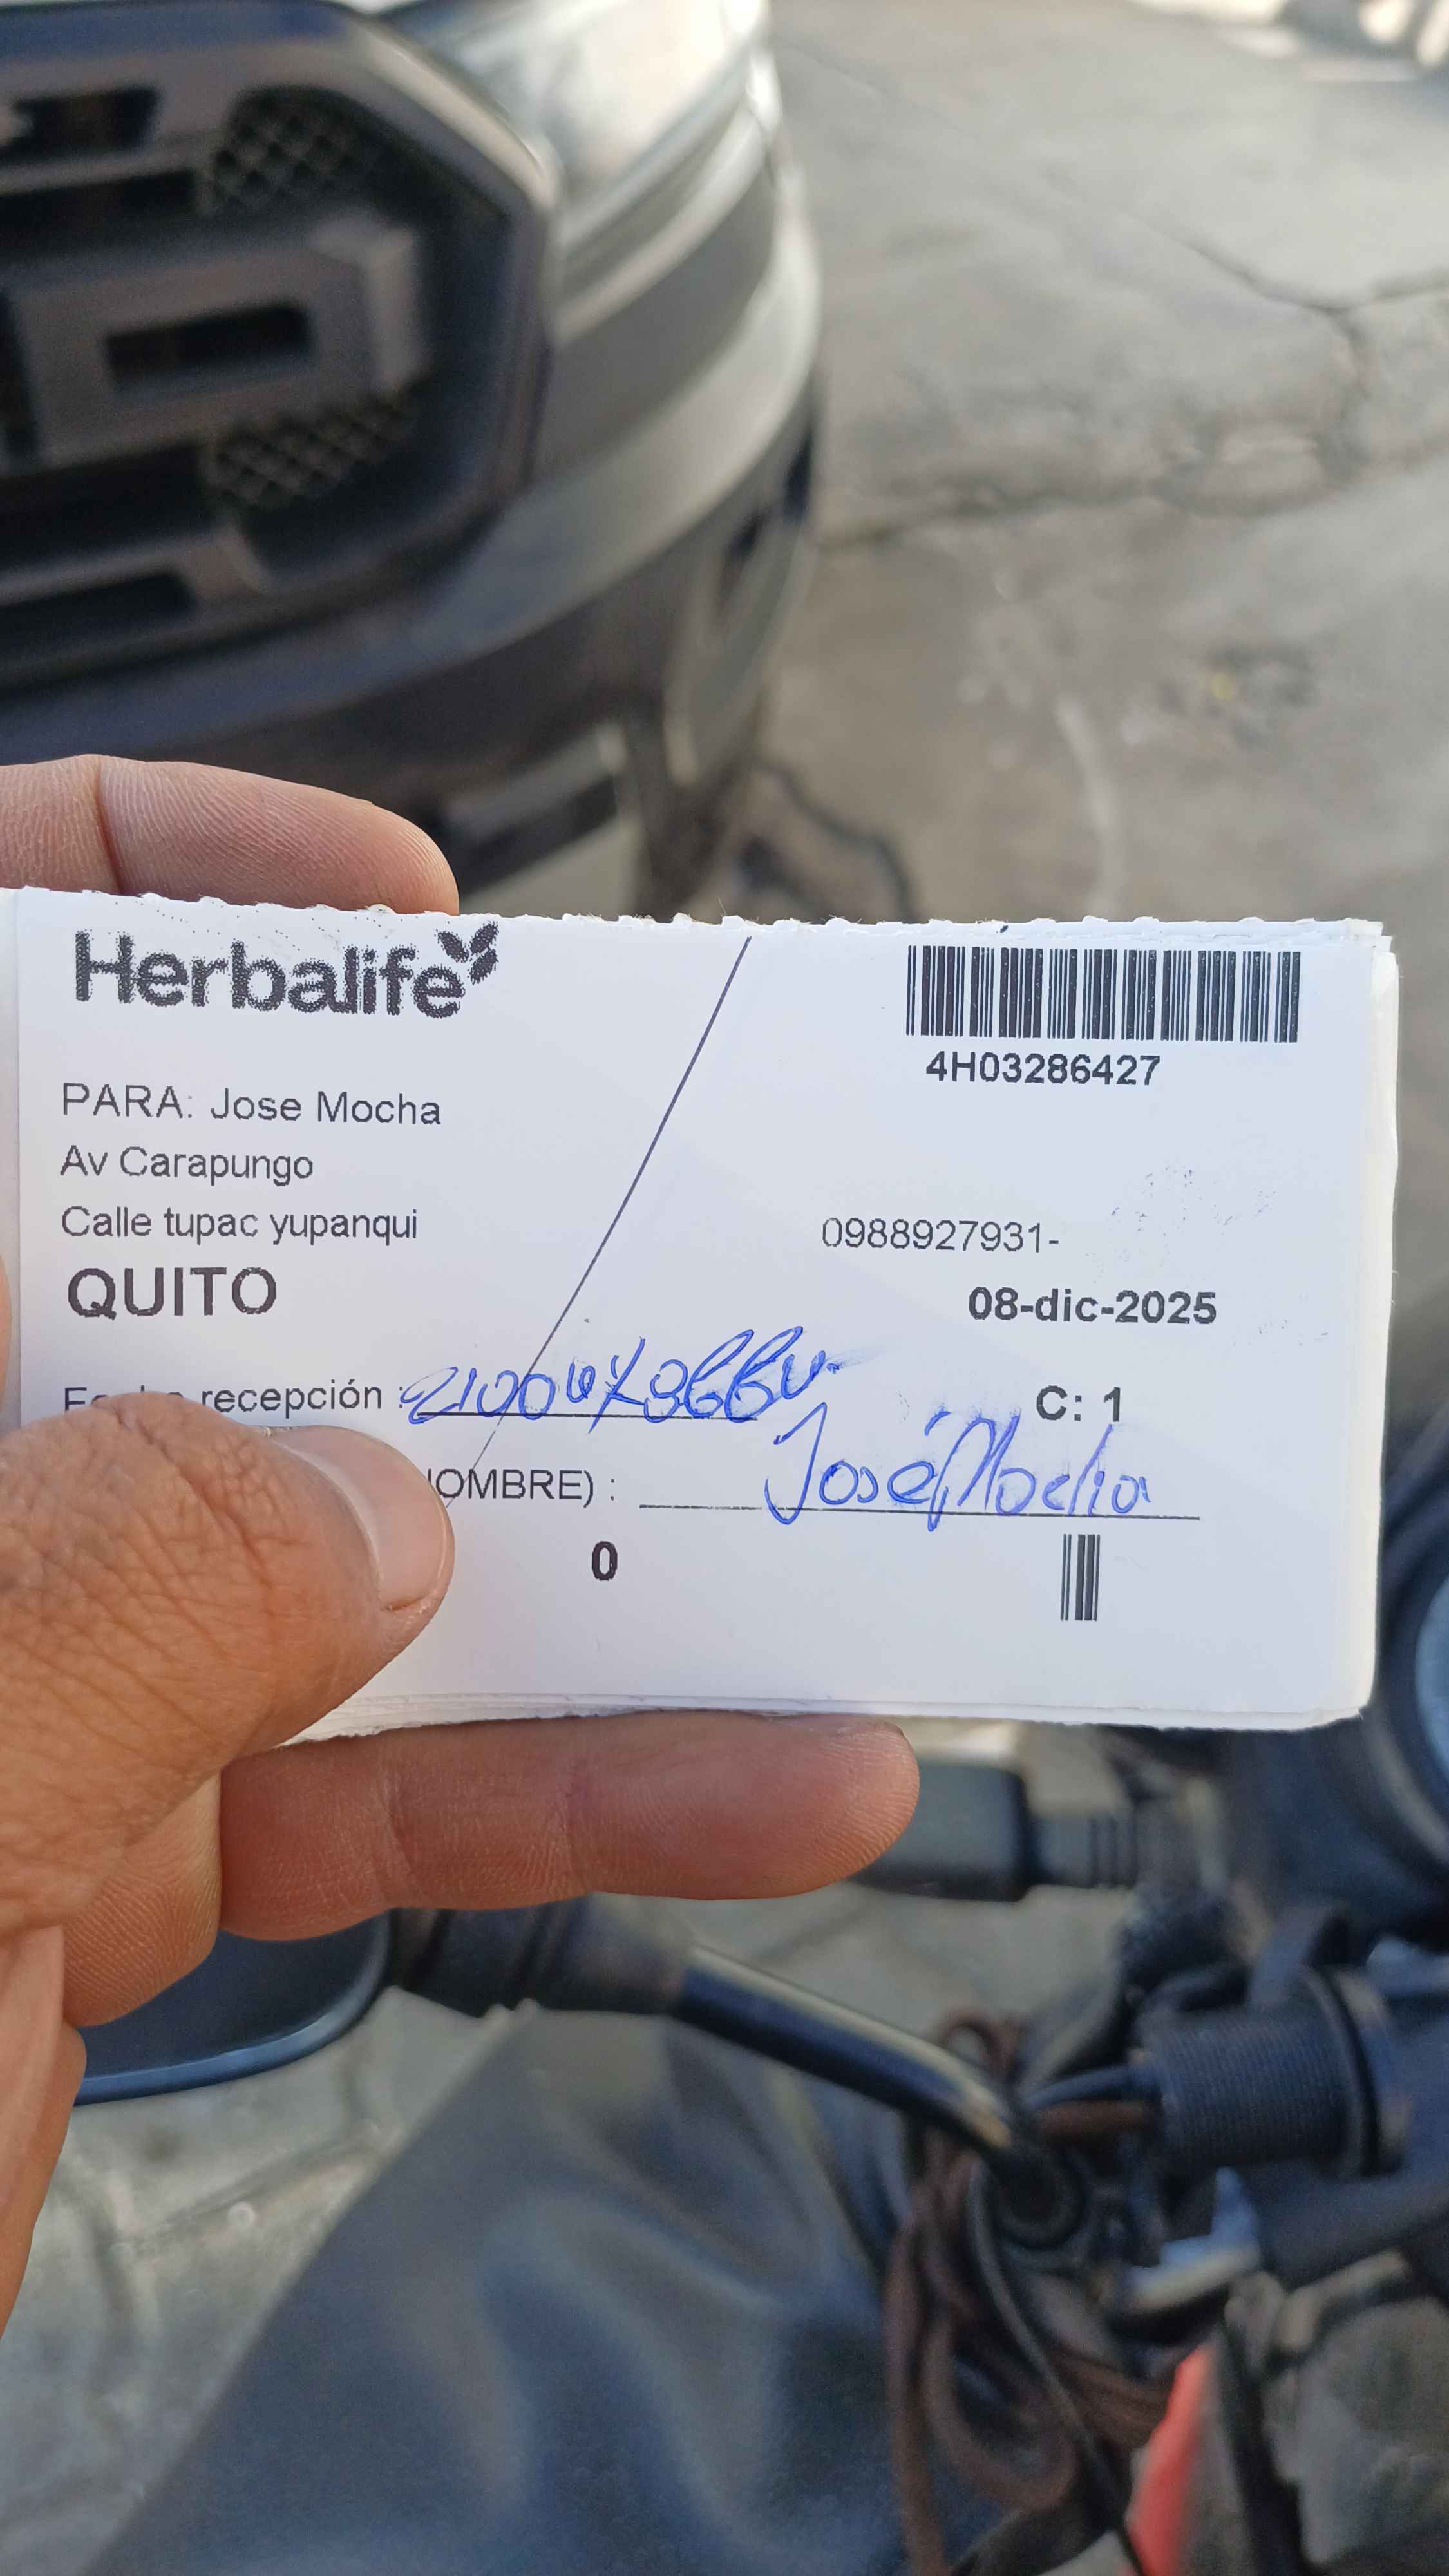 Herbalife
4H03286427
PARA: Jose Mocha
Av Carapungo
Calle tupac yupanqui
0988927931-
QUITO
08-dic-2025
recepción :
C: 1
OMBRE) : José Mocha
0